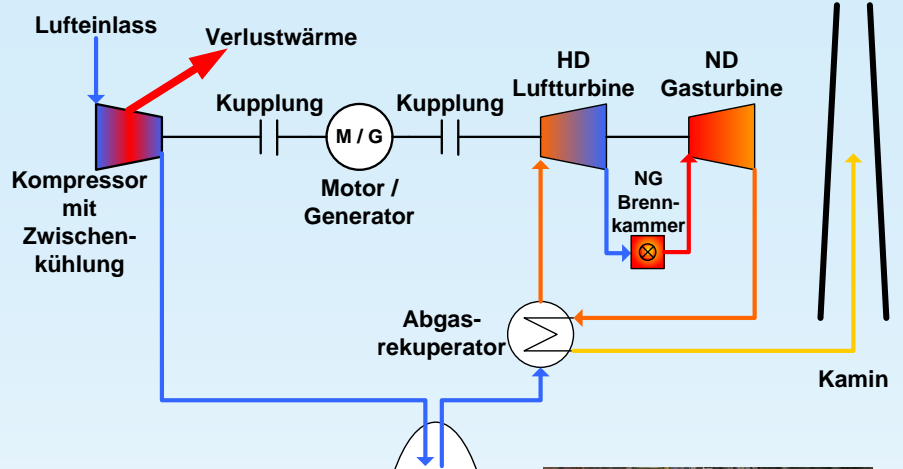 Lufteinlass
Verlustwärme
Kupplung
Kupplung
HD
Luftturbine
ND
Gasturbine
M / G
Kompressor
mit
Zwischen-
kühlung
Motor /
Generator
NG
Brenn-
kammer
Abgas-
rekuperator
Kamin